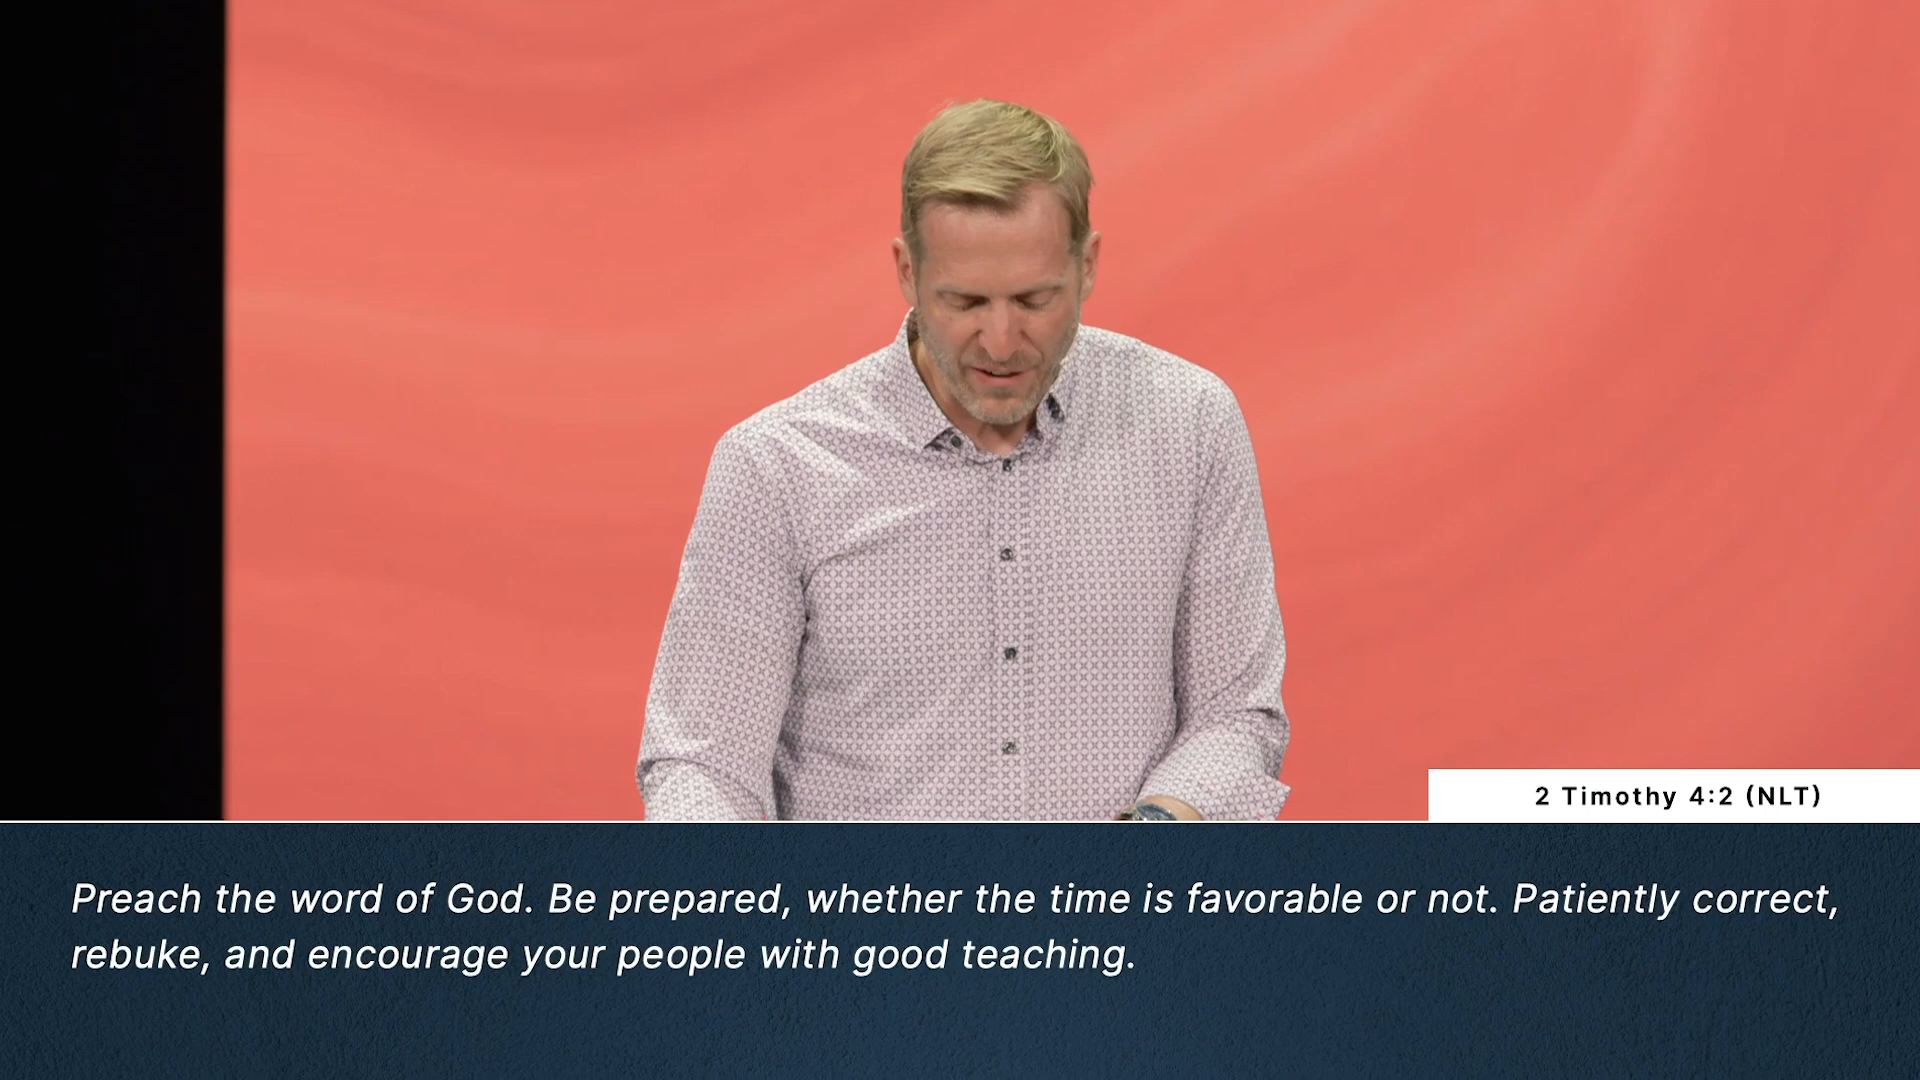 2 Timothy 4:2 (NLT)
Preach the word of God. Be prepared, whether the time is favorable or not. Patiently correct,
rebuke, and encourage your people with good teaching.